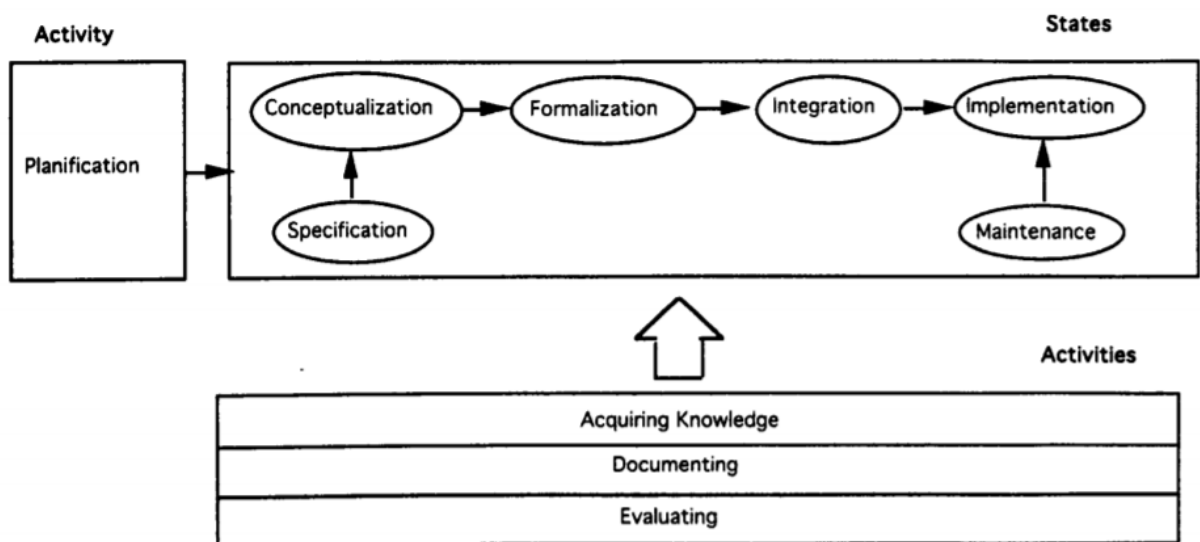 Activity
States
Conceptualization
Formalization
Integration
Implementation
Planification
Specification
Maintenance
Activities
Acquiring Knowledge
Documenting
Evaluating